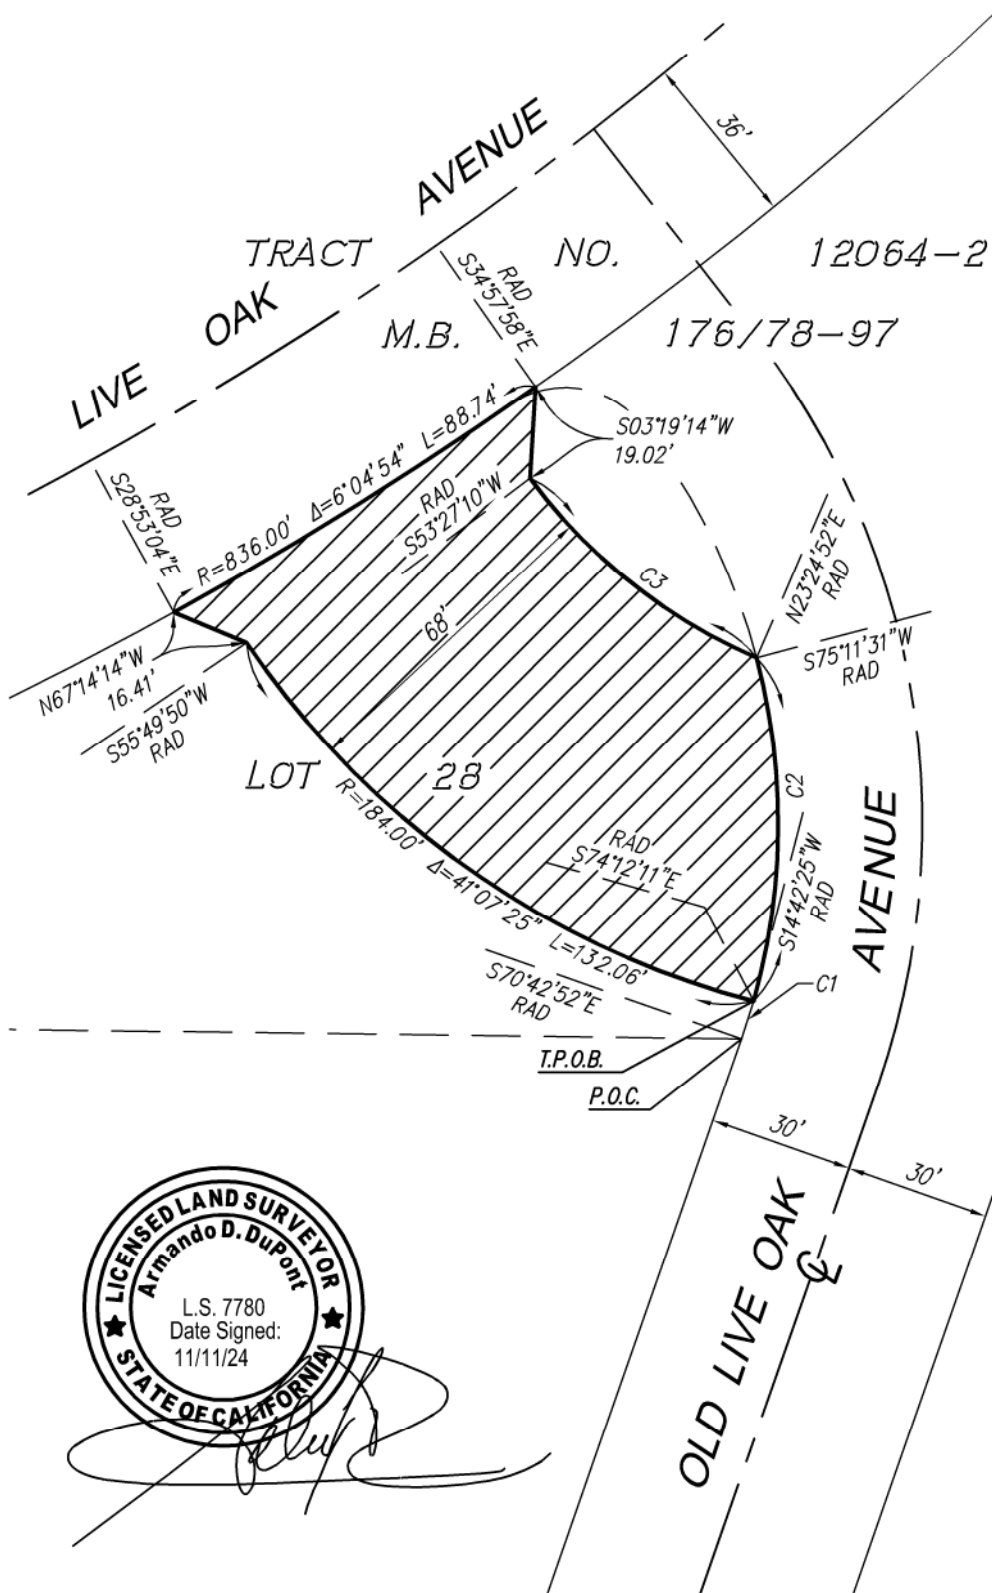 LIVE OAK AVENUE
36'
TRACT NO. 12064-2
M.B. 176/78-97
S34°57'58"E
RAD
S28°53'04"E
RAD
R=836.00' Δ=6°04'54" L=88.74'
S03°19'14"W
19.02'
RAD
S53°27'10"W
C3
N23°24'52"E
RAD
68'
S75°11'31"W
RAD
N67°14'14"W
16.41'
S55°49'50"W
RAD
LOT 28
R=184.00' Δ=41°07'25" L=132.06'
C2
RAD
S74°12'11"E
S14°42'25"W
RAD
S70°42'52"E
RAD
C1
T.P.O.B.
P.O.C.
30'
30'
OLD LIVE OAK AVENUE
℄
LICENSED LAND SURVEYOR
Armando D. DuPont
L.S. 7780
Date Signed:
11/11/24
STATE OF CALIFORNIA